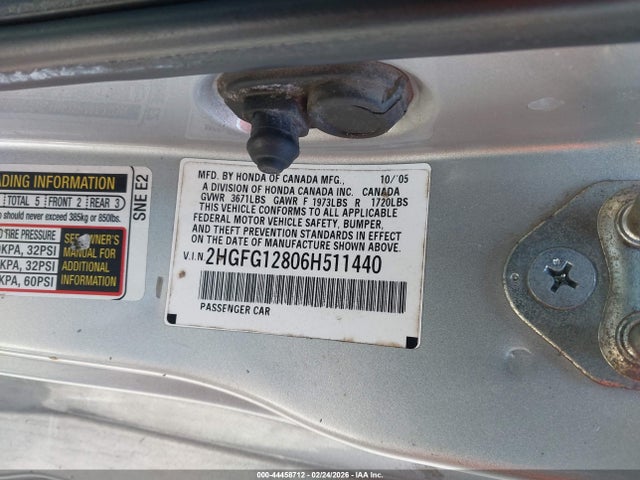 ADING INFORMATION
TOTAL 5 FRONT 2 REAR 3
o should never exceed 385kg or 850lbs.
TIRE PRESSURE
0KPA, 32PSI
KPA, 32PSI
KPA, 60PSI
SEE OWNER'S
MANUAL FOR
ADDITIONAL
INFORMATION
SNE E2
MFD. BY HONDA OF CANADA MFG., 10/'05
A DIVISION OF HONDA CANADA INC. CANADA
GVWR 3671LBS GAWR F 1973LBS R 1720LBS
THIS VEHICLE CONFORMS TO ALL APPLICABLE
FEDERAL MOTOR VEHICLE SAFETY, BUMPER,
AND THEFT PREVENTION STANDARDS IN EFFECT
ON THE DATE OF MANUFACTURE SHOWN ABOVE.
V.I.N. 2HGFG12806H511440
PASSENGER CAR
000-44458712 - 02/24/2026 - IAAI.COM